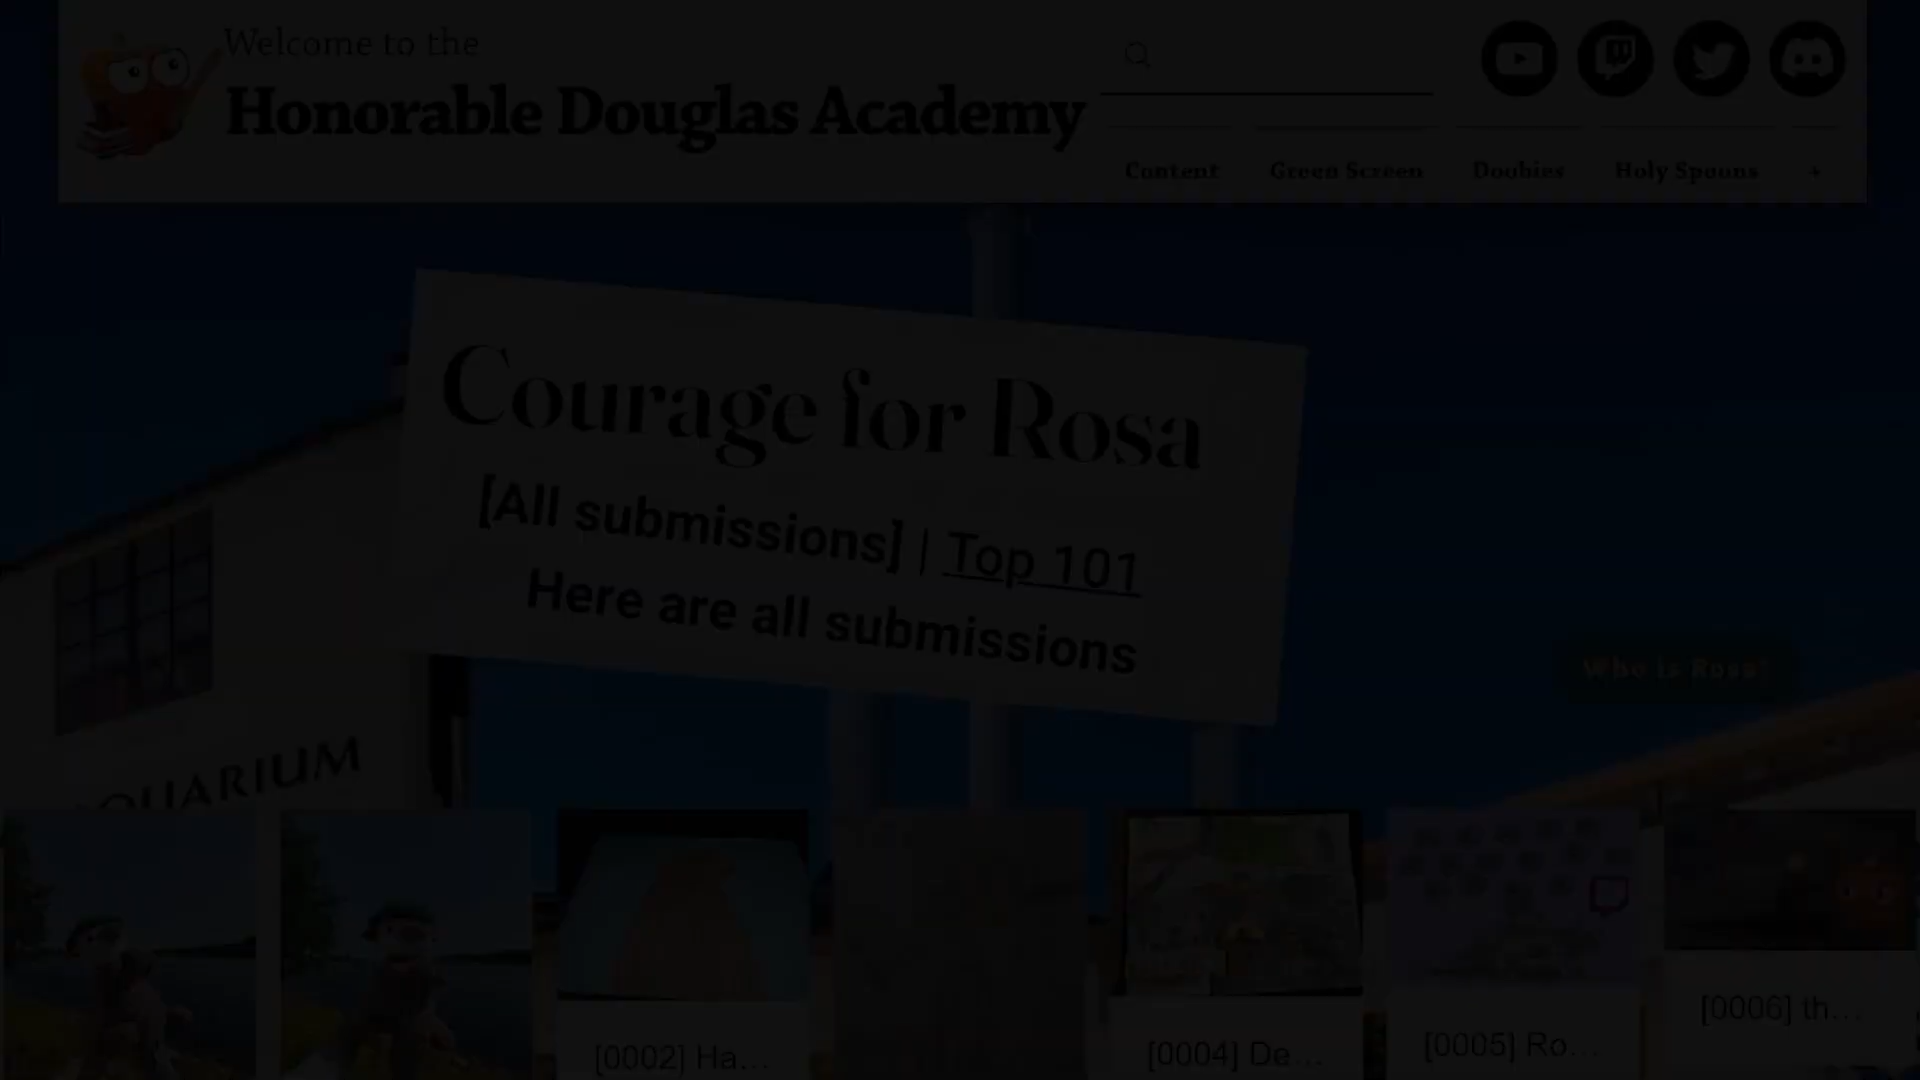 Welcome to the
Honorable Douglas Academy
Content Green Screen Doobies Holy Spoons +
Courage for Rosa
[All submissions] | Top 101
Here are all submissions
Who is Rosa?
QUARIUM
[0002] Ha...
[0004] De...
[0005] Ro...
[0006] th...